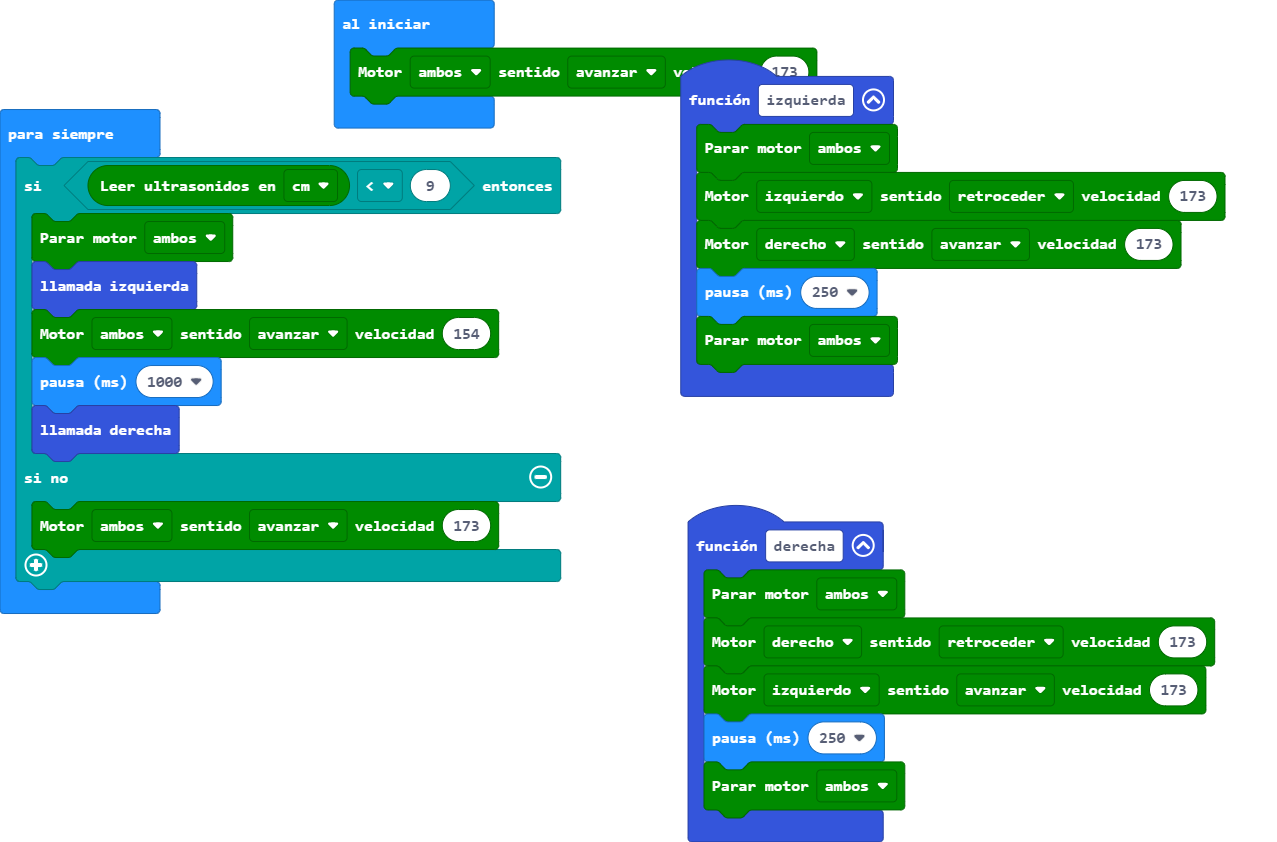 al iniciar
Motor ambos sentido avanzar 173
para siempre
si Leer ultrasonidos en cm < 9 entonces
Parar motor ambos
llamada izquierda
Motor ambos sentido avanzar velocidad 154
pausa (ms) 1000
llamada derecha
si no
Motor ambos sentido avanzar velocidad 173
función izquierda
Parar motor ambos
Motor izquierdo sentido retroceder velocidad 173
Motor derecho sentido avanzar velocidad 173
pausa (ms) 250
Parar motor ambos
función derecha
Parar motor ambos
Motor derecho sentido retroceder velocidad 173
Motor izquierdo sentido avanzar velocidad 173
pausa (ms) 250
Parar motor ambos